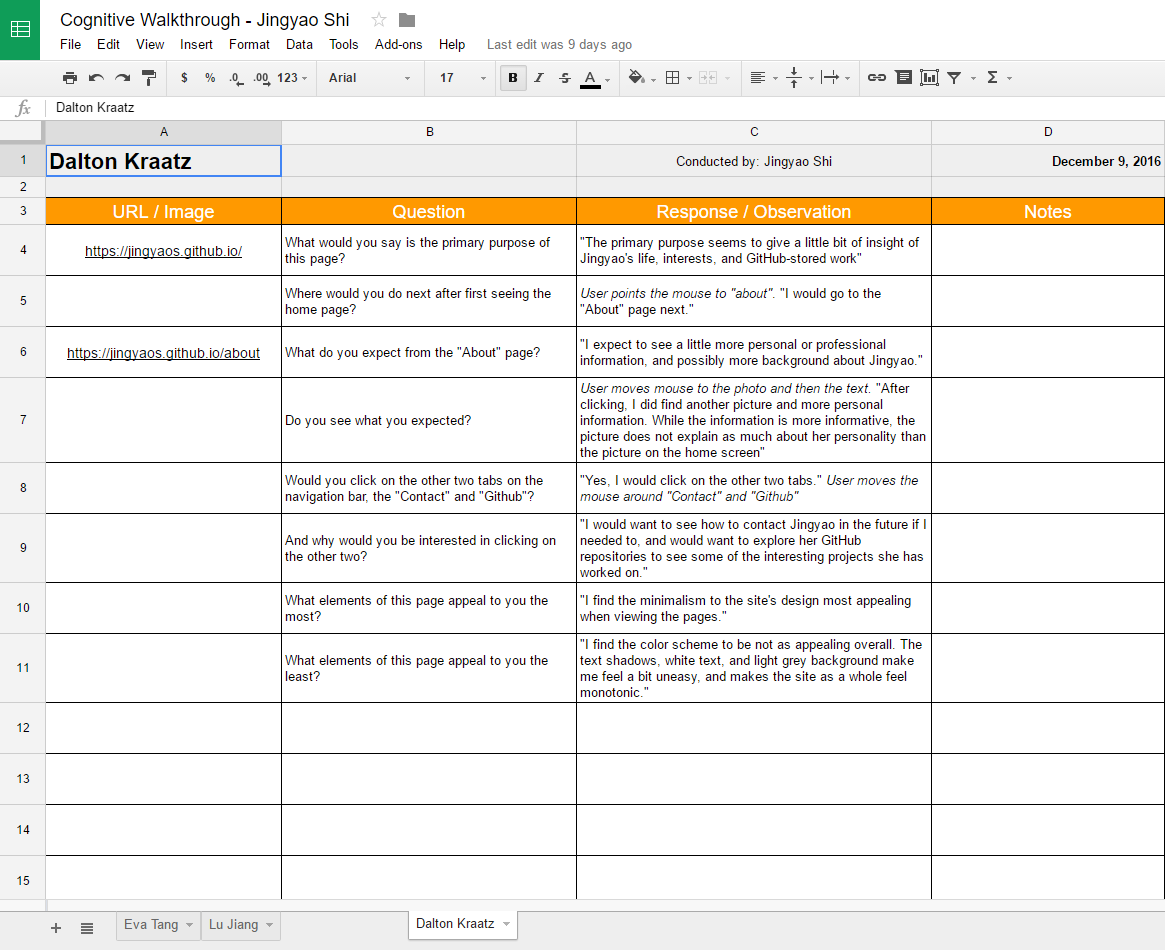 Cognitive Walkthrough - Jingyao Shi
File Edit View Insert Format Data Tools Add-ons Help Last edit was 9 days ago
$ % .0 .00 123 Arial 17 B I S A Σ
fx Dalton Kraatz
A B C D
1 Dalton Kraatz Conducted by: Jingyao Shi December 9, 2016
2
3 URL / Image Question Response / Observation Notes
4 https://jingyaos.github.io/
What would you say is the primary purpose of
this page?
"The primary purpose seems to give a little bit of insight of
Jingyao's life, interests, and GitHub-stored work"
5
Where would you do next after first seeing the
home page?
User points the mouse to "about". "I would go to the
"About" page next."
6 https://jingyaos.github.io/about
What do you expect from the "About" page?
"I expect to see a little more personal or professional
information, and possibly more background about Jingyao."
7
Do you see what you expected?
User moves mouse to the photo and then the text. "After
clicking, I did find another picture and more personal
information. While the information is more informative, the
picture does not explain as much about her personality than
the picture on the home screen"
8
Would you click on the other two tabs on the
navigation bar, the "Contact" and "Github"?
"Yes, I would click on the other two tabs." User moves the
mouse around "Contact" and "Github"
9
And why would you be interested in clicking on
the other two?
"I would want to see how to contact Jingyao in the future if I
needed to, and would want to explore her GitHub
repositories to see some of the interesting projects she has
worked on."
10
What elements of this page appeal to you the
most?
"I find the minimalism to the site's design most appealing
when viewing the pages."
11
What elements of this page appeal to you the
least?
"I find the color scheme to be not as appealing overall. The
text shadows, white text, and light grey background make
me feel a bit uneasy, and makes the site as a whole feel
monotonic."
12
13
14
15
+ Eva Tang Lu Jiang Dalton Kraatz